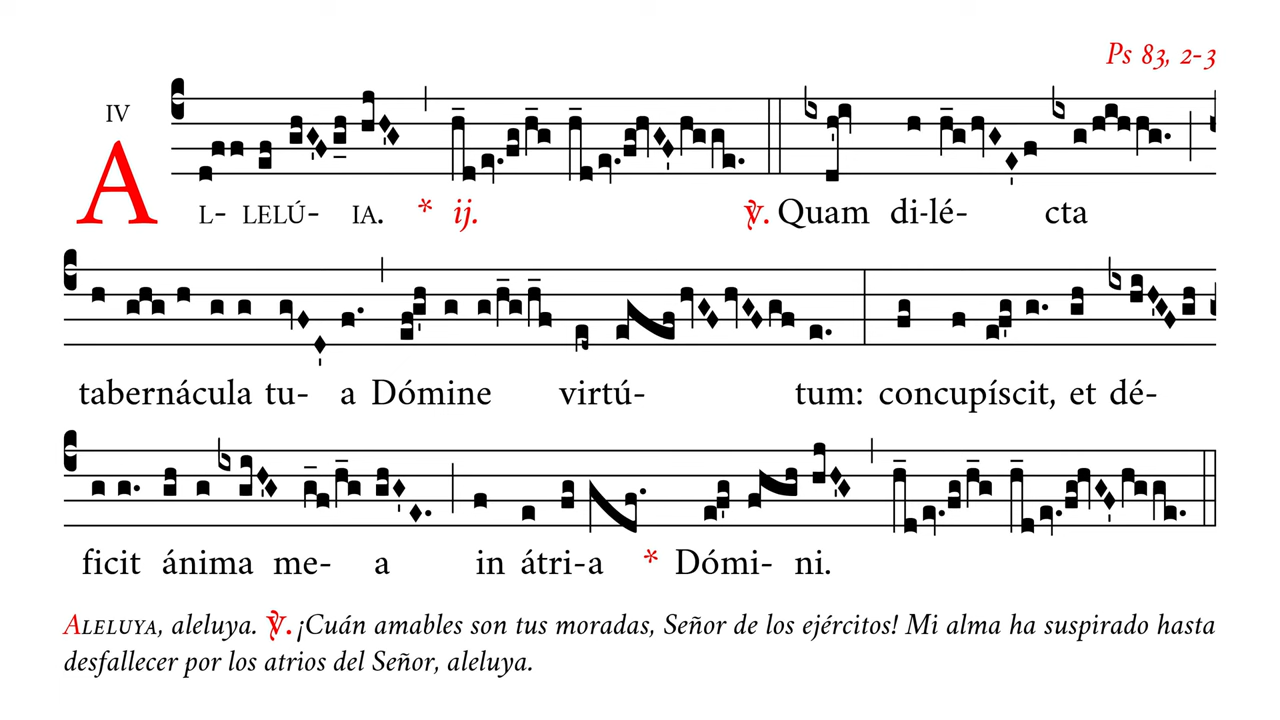 Ps 83, 2-3
IV
AL-LELÚ-IA. * ij. ℣. Quam di-lé-cta
tabernácula tu-a Dómine virtú-tum: concupíscit, et dé-
ficit ánima me-a in átri-a * Dómi-ni.
ALELUYA, aleluya. ℣. ¡Cuán amables son tus moradas, Señor de los ejércitos! Mi alma ha suspirado hasta
desfallecer por los atrios del Señor, aleluya.